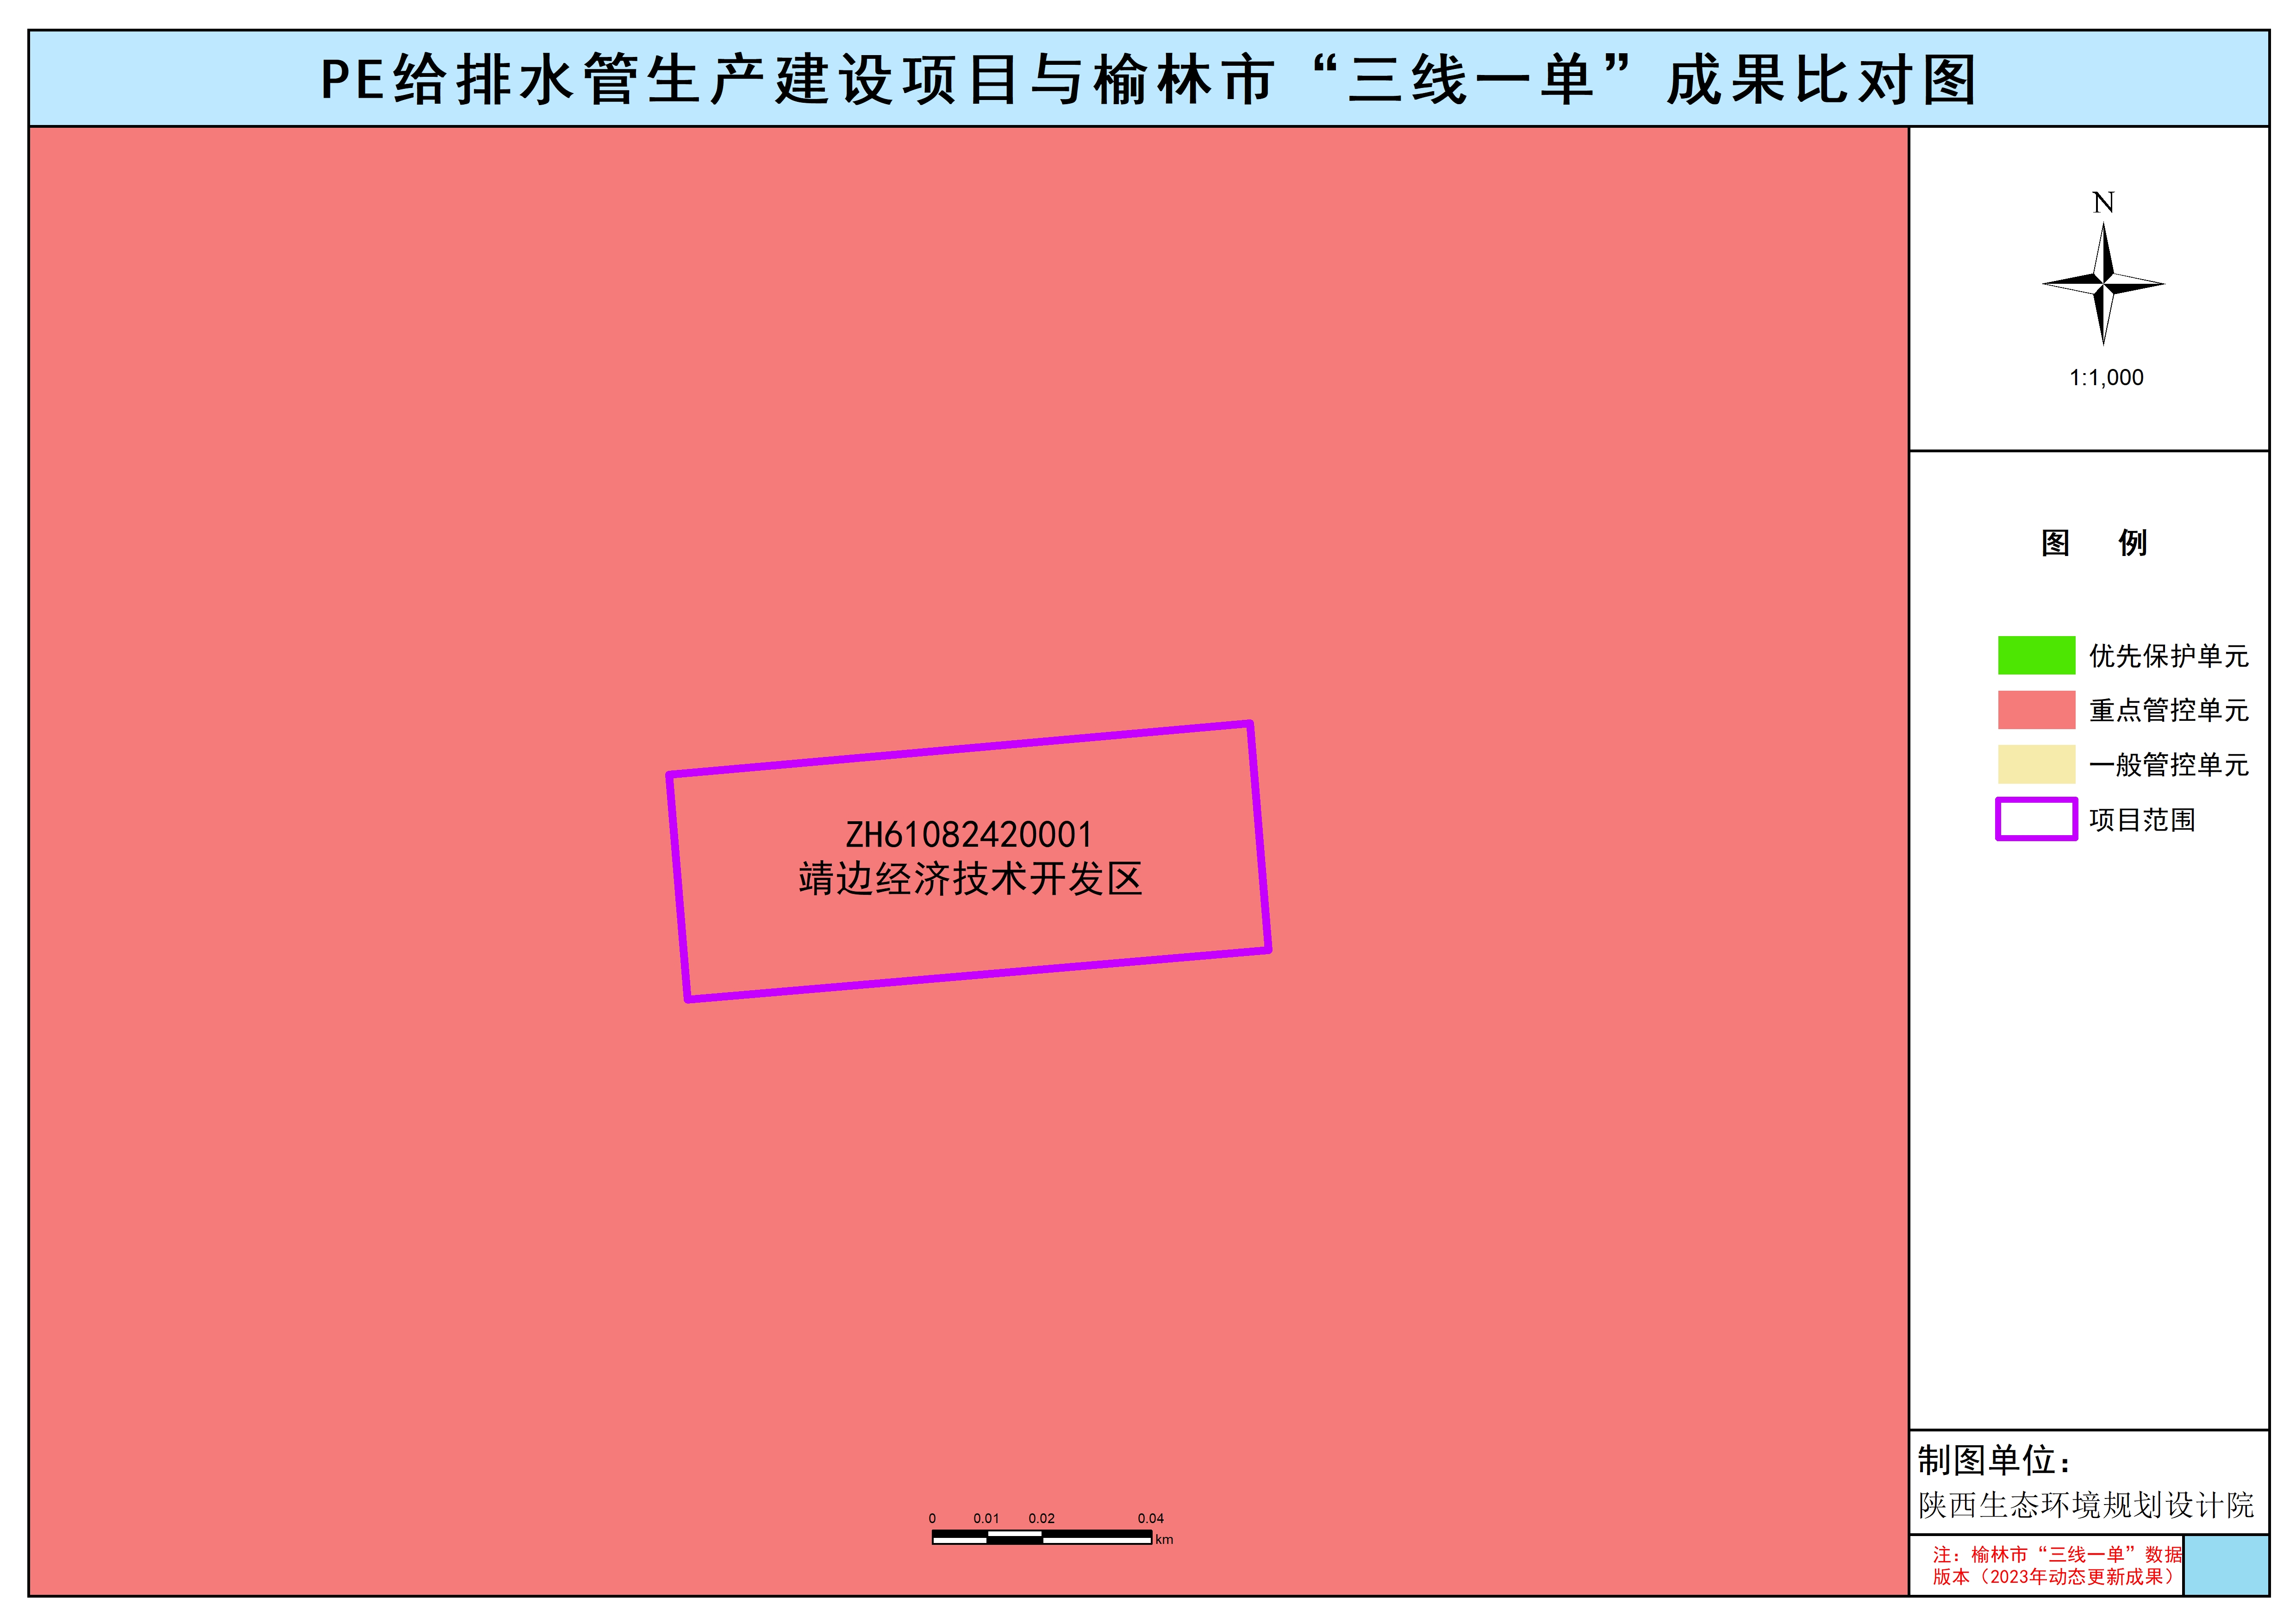 PE给排水管生产建设项目与榆林市“三线一单”成果比对图
N
1:1,000
图 例
优先保护单元
重点管控单元
一般管控单元
项目范围
ZH61082420001
靖边经济技术开发区
0 0.01 0.02 0.04
km
制图单位：
陕西生态环境规划设计院
注：榆林市“三线一单”数据
版本（2023年动态更新成果）